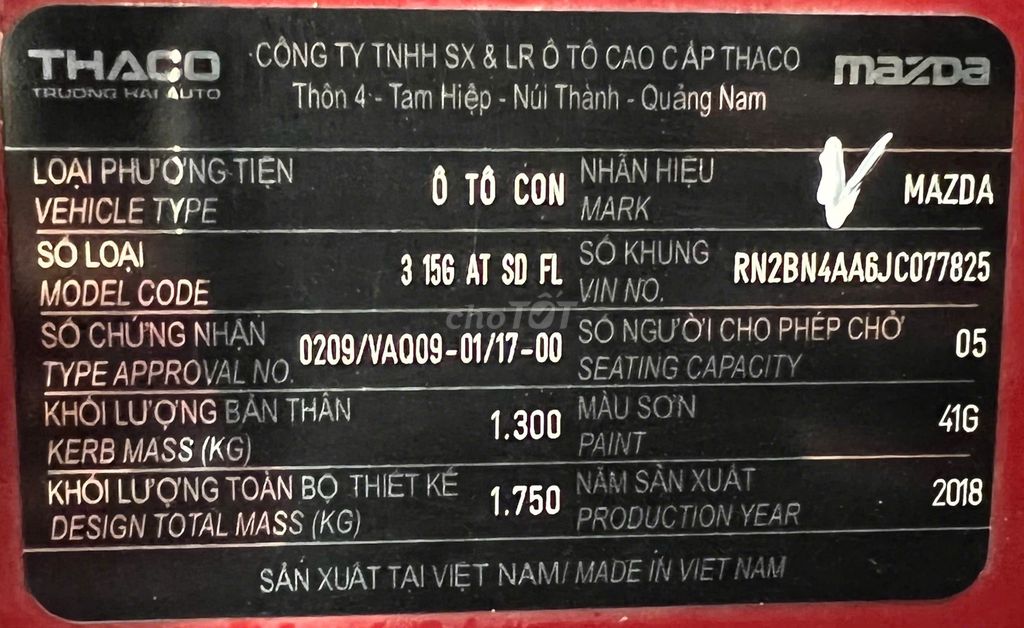 THACO
TRUONG HAI AUTO
CÔNG TY TNHH SX & LR Ô TÔ CAO CẤP THACO
Thôn 4 - Tam Hiệp - Núi Thành - Quảng Nam
mazda
LOẠI PHƯƠNG TIỆN
VEHICLE TYPE
Ô TÔ CON
NHÃN HIỆU
MARK
MAZDA
SỐ LOẠI
MODEL CODE
3 15G AT SD FL
SỐ KHUNG
VIN NO.
RN2BN4AA6JC077825
SỐ CHỨNG NHẬN
TYPE APPROVAL NO.
0209/VAQ09-01/17-00
SỐ NGƯỜI CHO PHÉP CHỞ
SEATING CAPACITY
05
KHỐI LƯỢNG BẢN THÂN
KERB MASS (KG)
1.300
MÀU SƠN
PAINT
41G
KHỐI LƯỢNG TOÀN BỘ THIẾT KẾ
DESIGN TOTAL MASS (KG)
1.750
NĂM SẢN XUẤT
PRODUCTION YEAR
2018
SẢN XUẤT TẠI VIỆT NAM/ MADE IN VIET NAM
choTỐT